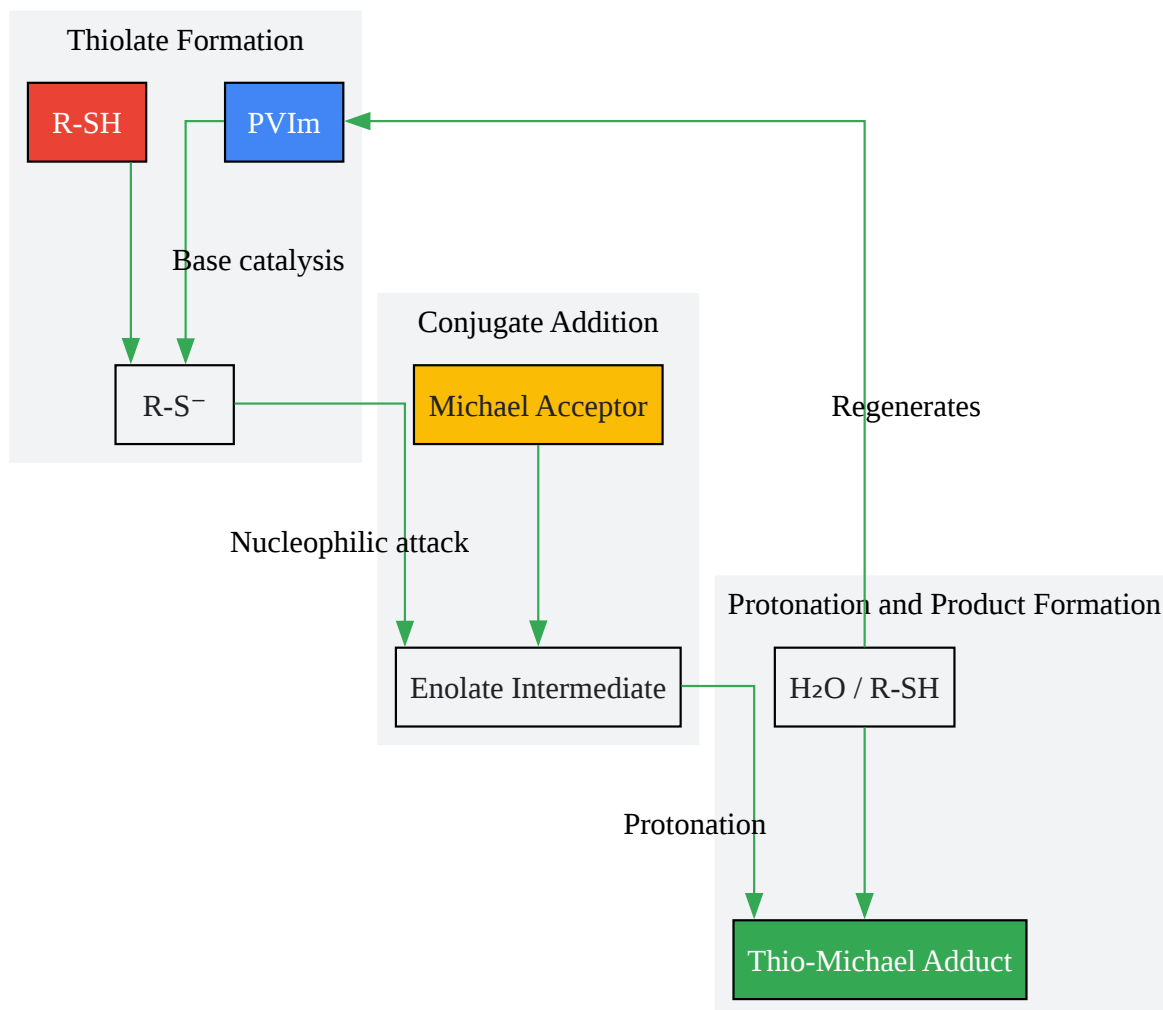 Thiolate Formation
R-SH
PVIm
Base catalysis
R-S⁻
Conjugate Addition
Michael Acceptor
Regenerates
Nucleophilic attack
Enolate Intermediate
Protonation and Product Formation
H₂O / R-SH
Protonation
Thio-Michael Adduct